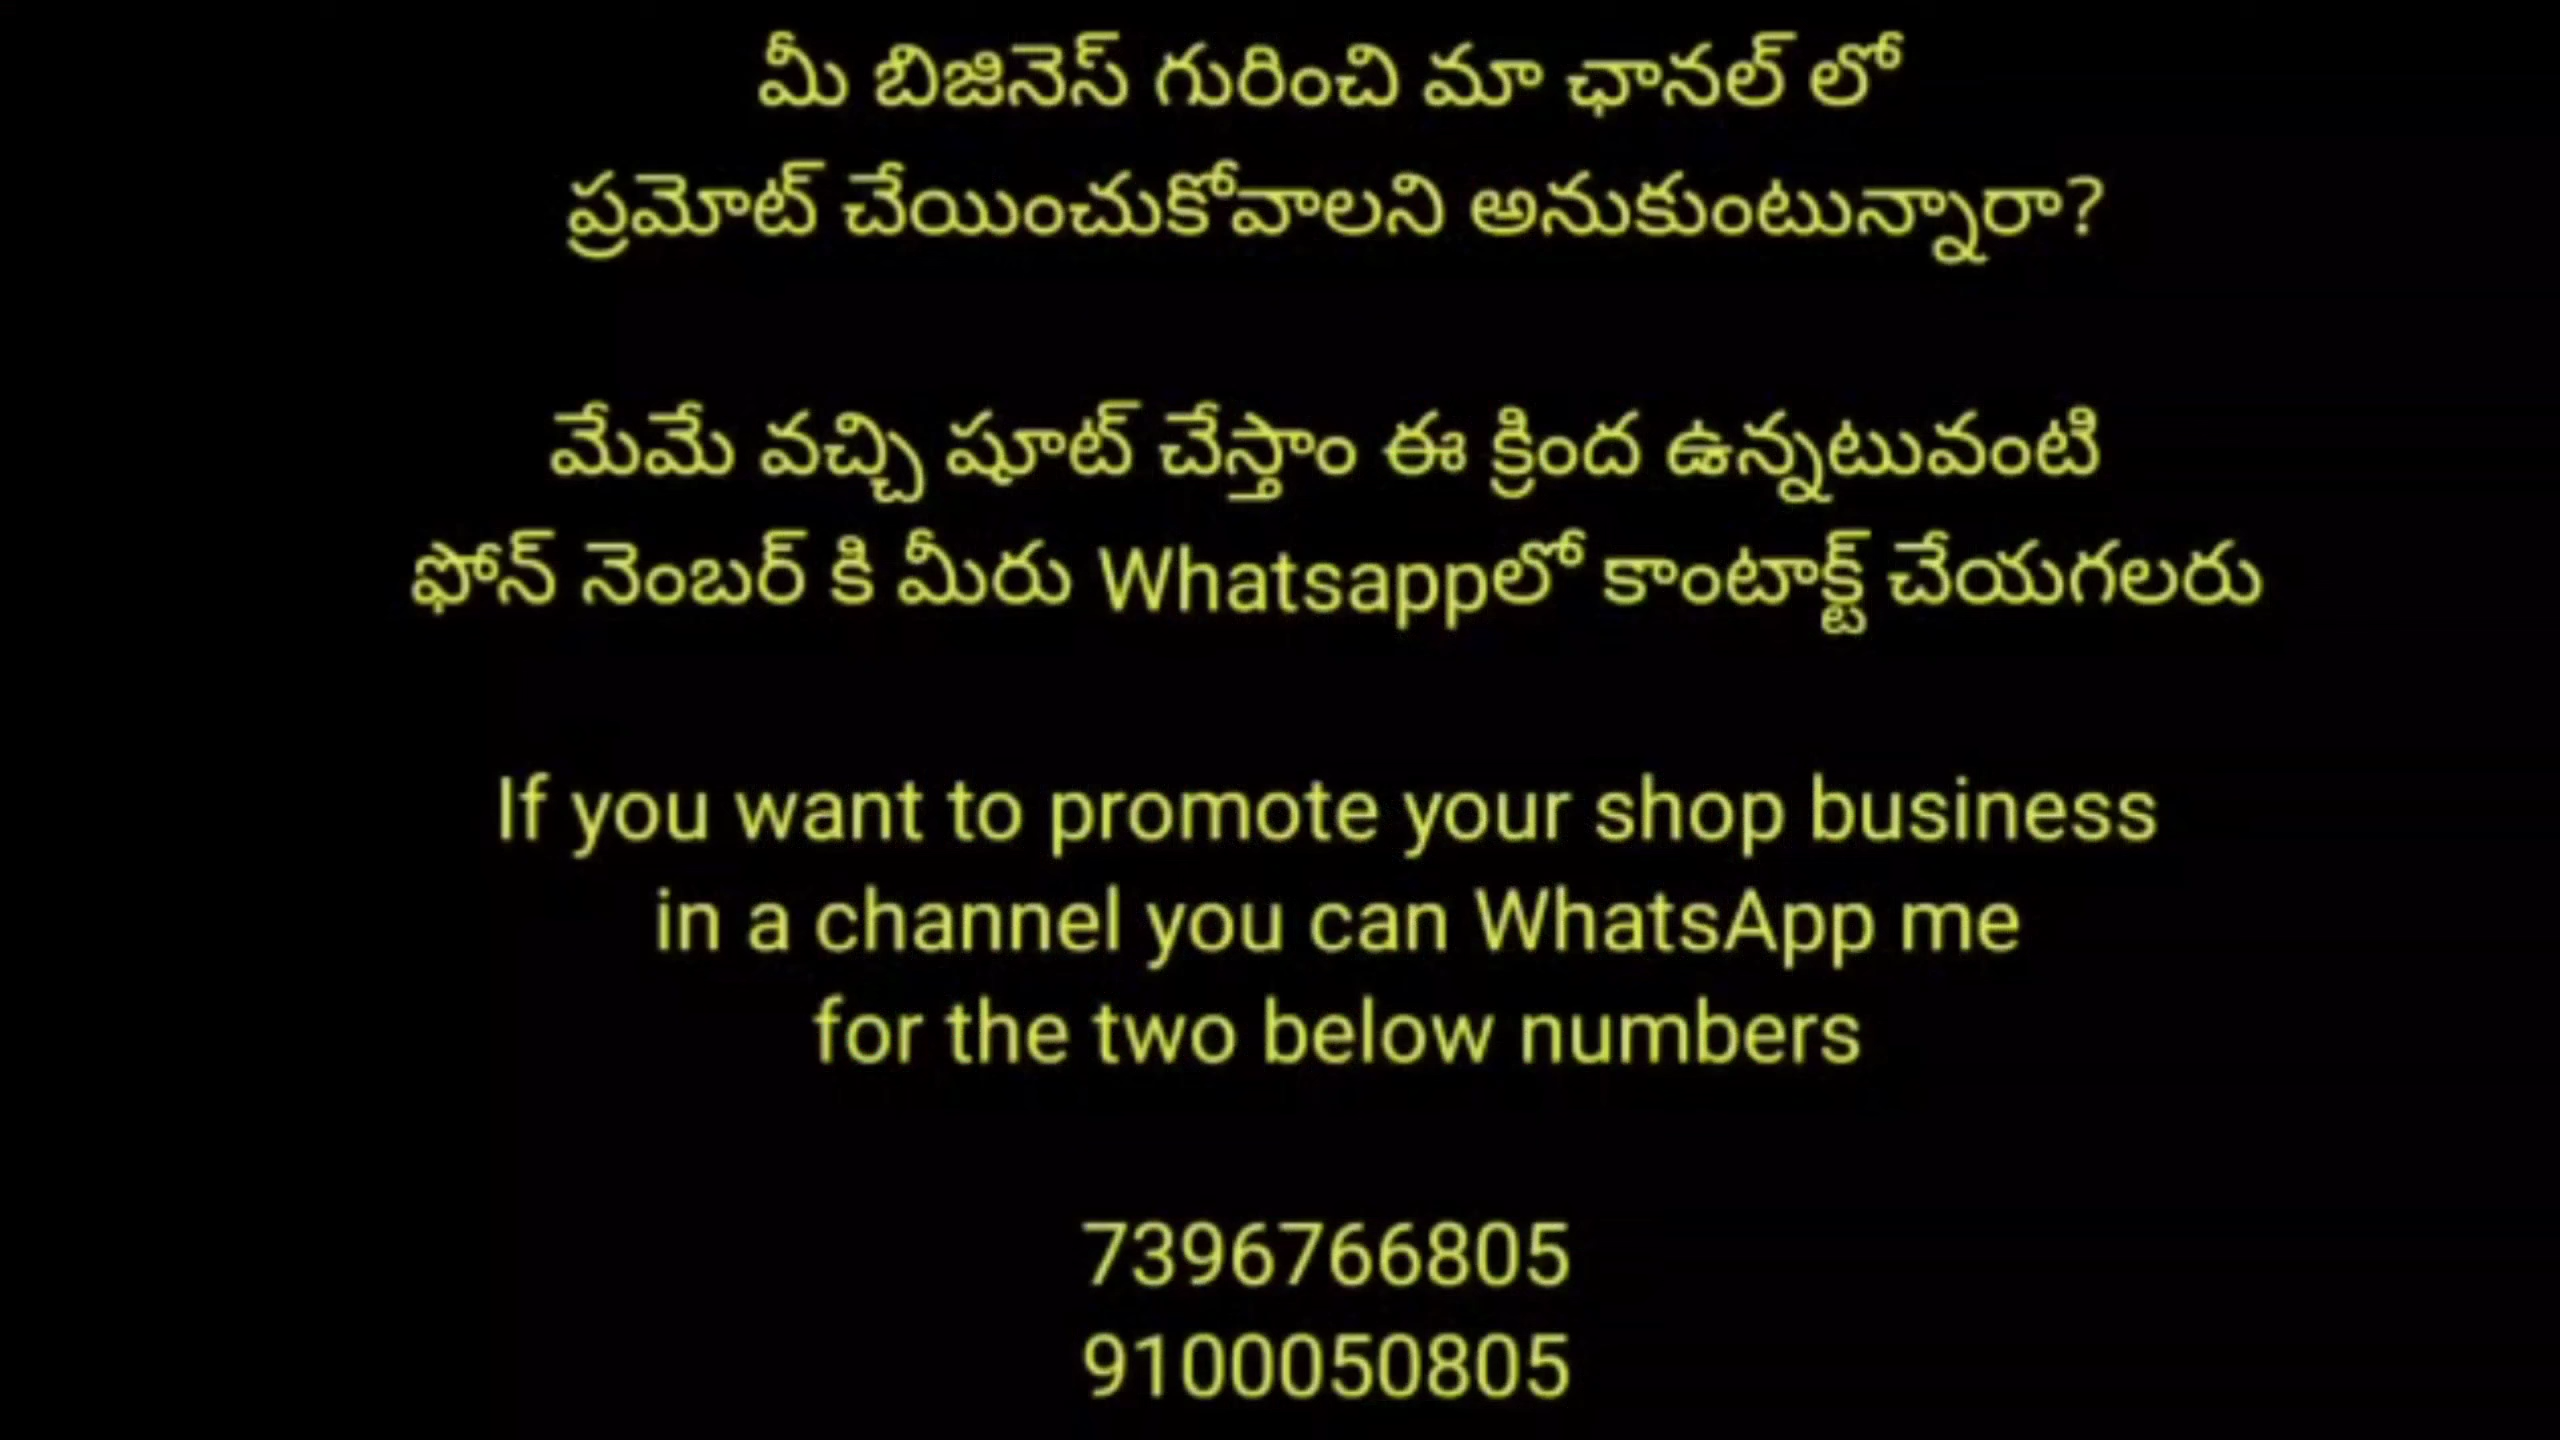 మీ బిజినెస్ గురించి మా ఛానల్ లో
ప్రమోట్ చేయించుకోవాలని అనుకుంటున్నారా?
మేమే వచ్చి షూట్ చేస్తాం ఈ క్రింద ఉన్నటువంటి
ఫోన్ నెంబర్ కి మీరు Whatsappలో కాంటాక్ట్ చేయగలరు
If you want to promote your shop business
in a channel you can WhatsApp me
for the two below numbers
7396766805
9100050805